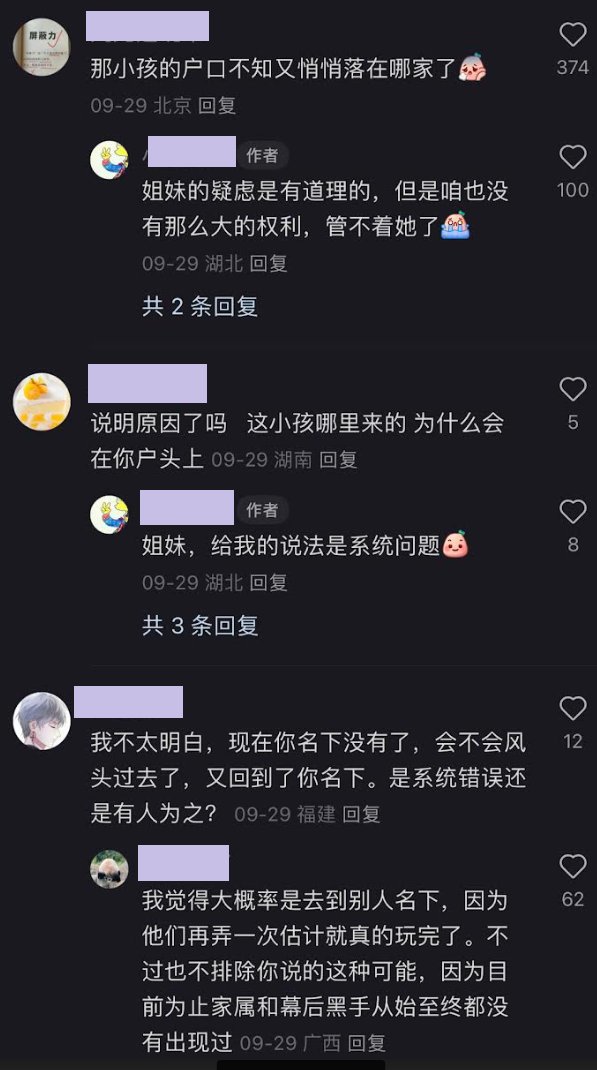 屏蔽力
那小孩的户口不知又悄悄落在哪家了
374
09-29 北京 回复
作者
姐妹的疑虑是有道理的，但是咱也没
100
有那么大的权利，管不着她了
09-29 湖北 回复
共 2 条回复
说明原因了吗 这小孩哪里来的 为什么会
5
在你户头上 09-29 湖南 回复
作者
姐妹，给我的说法是系统问题
8
09-29 湖北 回复
共 3 条回复
我不太明白，现在你名下没有了，会不会风
12
头过去了，又回到了你名下。是系统错误还
是有人为之? 09-29 福建 回复
我觉得大概率是去到别人名下，因为
62
他们再弄一次估计就真的玩完了。不
过也不排除你说的这种可能，因为目
前为止家属和幕后黑手从始至终都没
有出现过 09-29 广西 回复